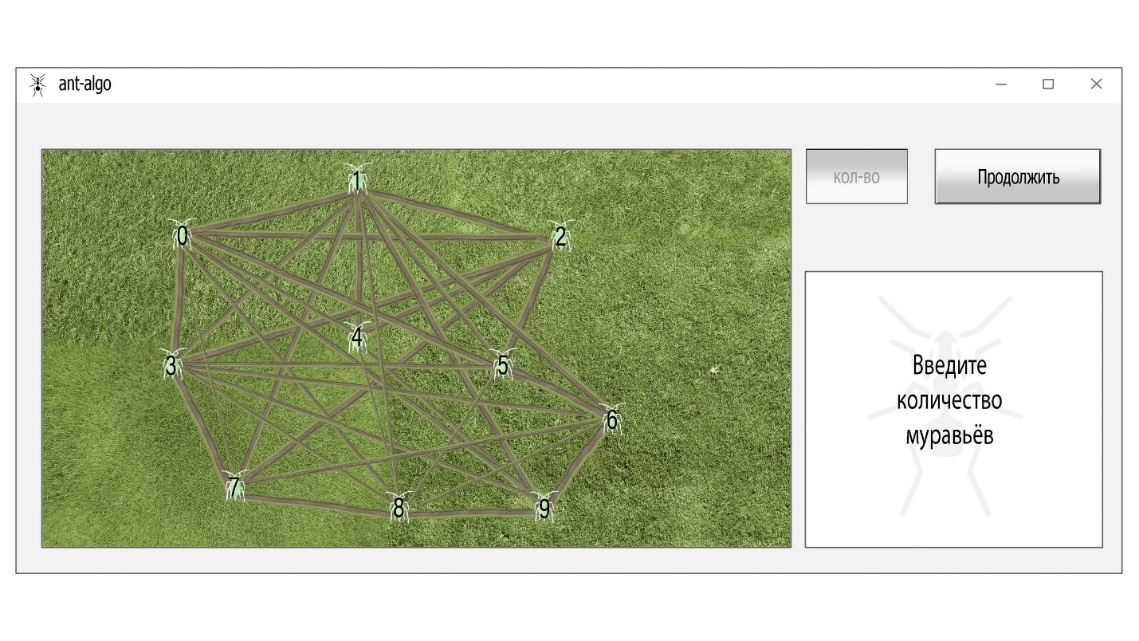 ant-algo
кол-во
Продолжить
1
0
2
4
3
5
6
7
8
9
Введите
количество
муравьёв